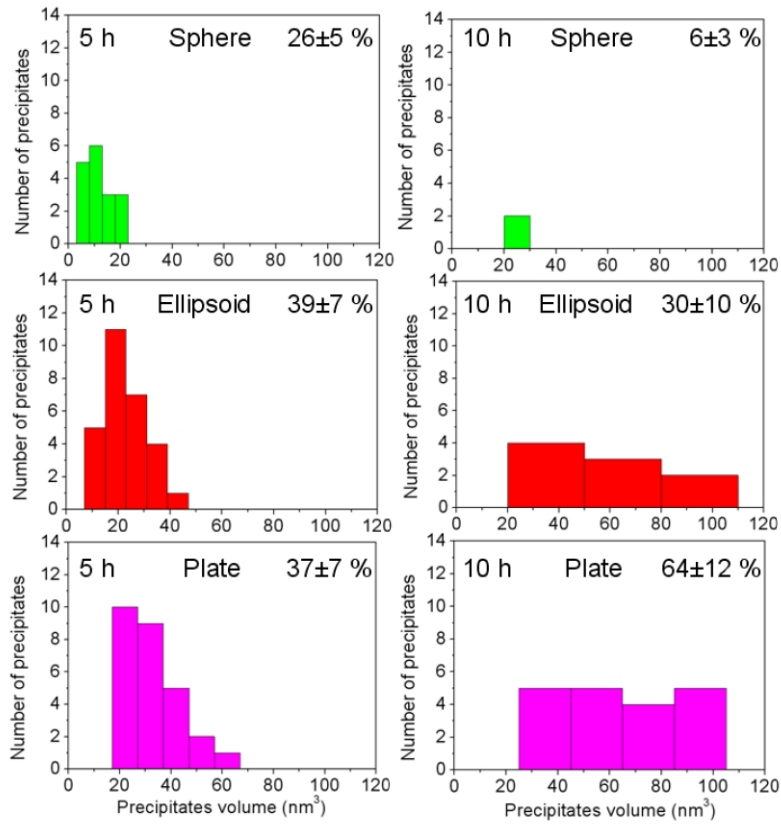 5 h Sphere 26±5 %
Number of precipitates
14
12
10
8
6
4
2
0
0 20 40 60 80 100 120
10 h Sphere 6±3 %
Number of precipitates
14
12
10
8
6
4
2
0
0 20 40 60 80 100 120
5 h Ellipsoid 39±7 %
Number of precipitates
14
12
10
8
6
4
2
0
0 20 40 60 80 100 120
10 h Ellipsoid 30±10 %
Number of precipitates
14
12
10
8
6
4
2
0
0 20 40 60 80 100 120
5 h Plate 37±7 %
Number of precipitates
14
12
10
8
6
4
2
0
0 20 40 60 80 100 120
Precipitates volume (nm³)
10 h Plate 64±12 %
Number of precipitates
14
12
10
8
6
4
2
0
0 20 40 60 80 100 120
Precipitates volume (nm³)